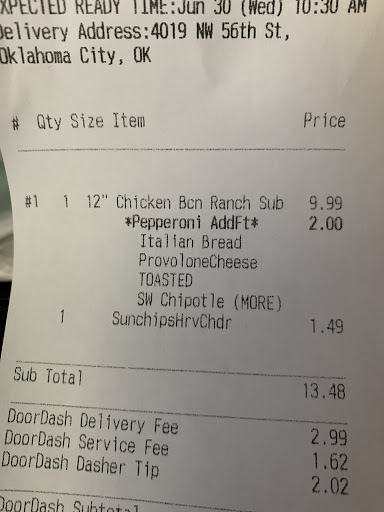 XPECTED READY TIME:Jun 30 (Wed) 10:30 AM
Delivery Address:4019 NW 56th St,
Oklahoma City, OK
# Qty Size Item Price
#1 1 12" Chicken Bcn Ranch Sub 9.99
*Pepperoni AddFt* 2.00
Italian Bread
ProvoloneCheese
TOASTED
SW Chipotle (MORE)
1 SunchipsHrvChdr 1.49
Sub Total 13.48
DoorDash Delivery Fee 2.99
DoorDash Service Fee 1.62
DoorDash Dasher Tip 2.02
DoorDash Subtotal